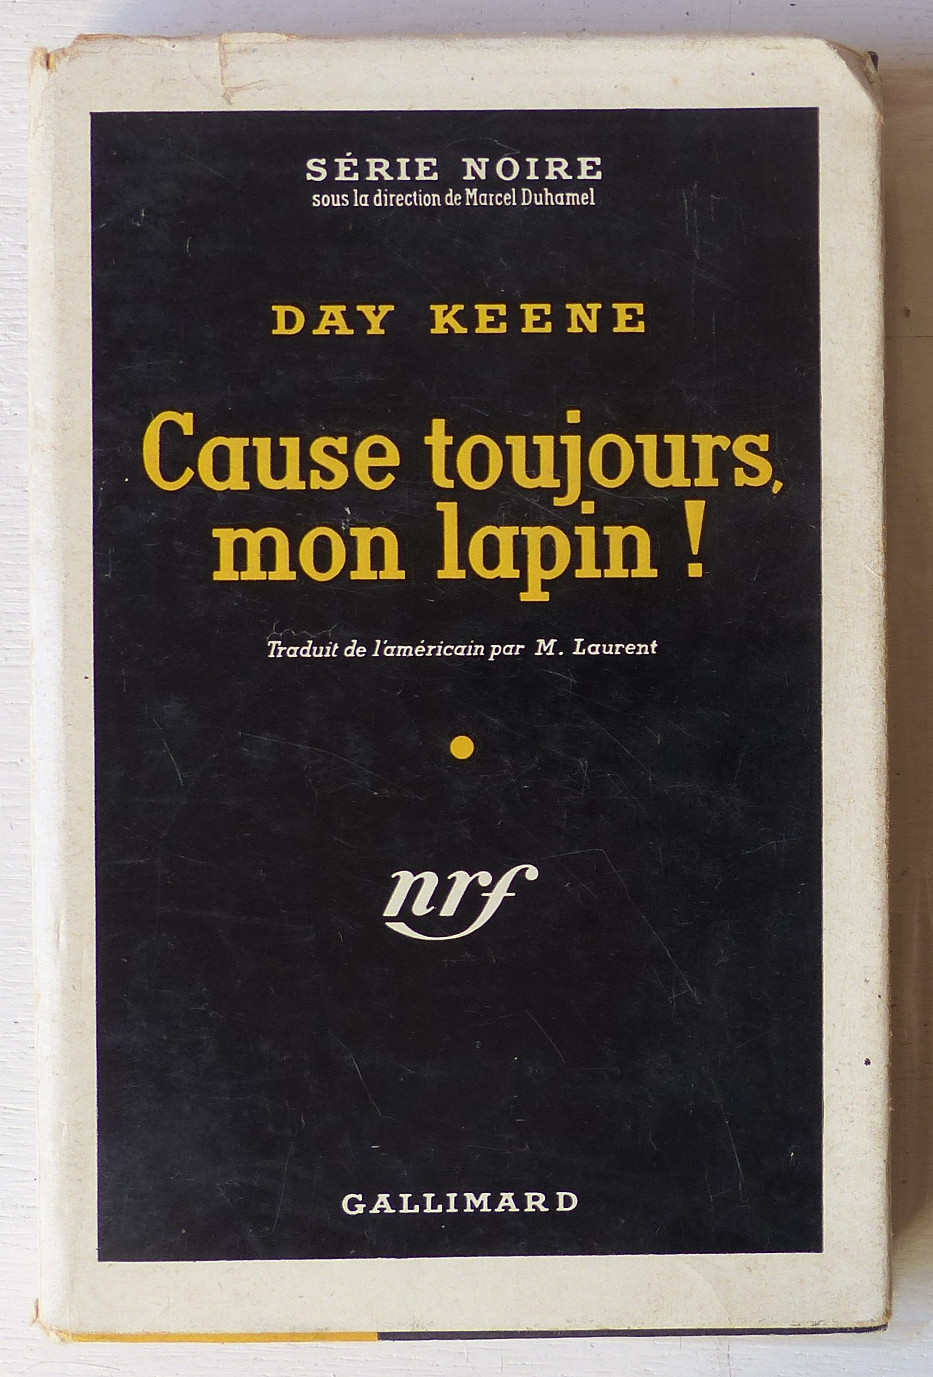 SÉRIE NOIRE
sous la direction de Marcel Duhamel
DAY KEENE
Cause toujours,
mon lapin !
Traduit de l'américain par M. Laurent
nrf
GALLIMARD